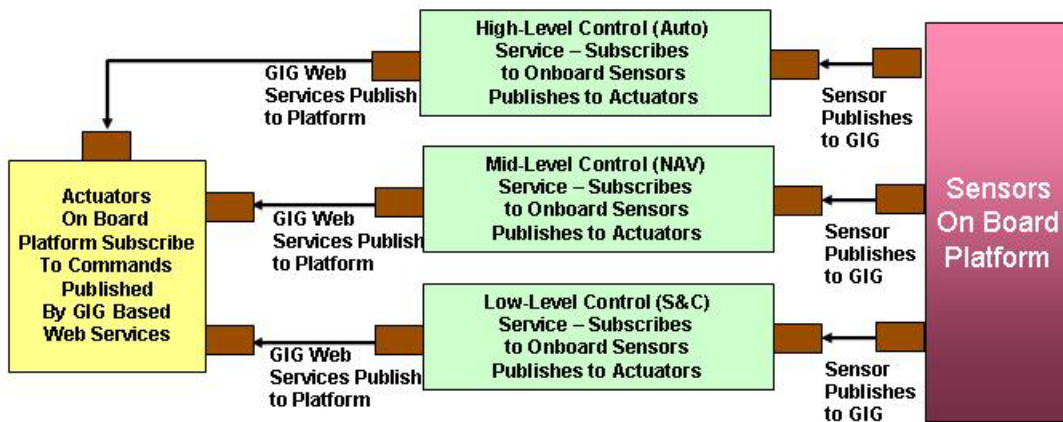 High-Level Control (Auto)
Service – Subscribes
to Onboard Sensors
Publishes to Actuators
GIG Web
Services Publish
to Platform
Sensor
Publishes
to GIG
Mid-Level Control (NAV)
Service – Subscribes
to Onboard Sensors
Publishes to Actuators
GIG Web
Services Publish
to Platform
Sensor
Publishes
to GIG
Low-Level Control (S&C)
Service – Subscribes
to Onboard Sensors
Publishes to Actuators
GIG Web
Services Publish
to Platform
Sensor
Publishes
to GIG
Actuators
On Board
Platform Subscribe
To Commands
Published
By GIG Based
Web Services
Sensors
On Board
Platform